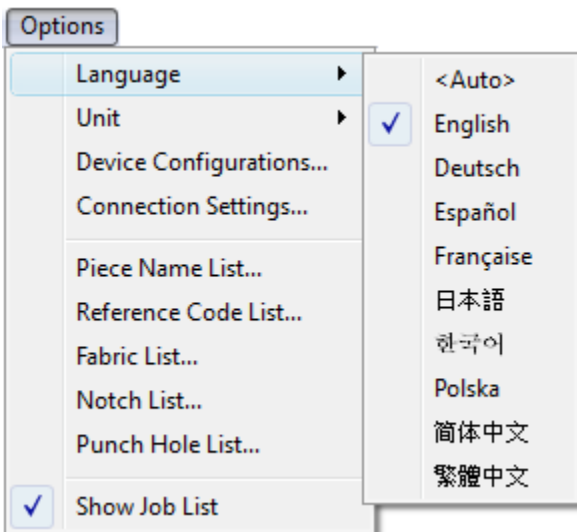 Options
Language
Unit
Device Configurations...
Connection Settings...
Piece Name List...
Reference Code List...
Fabric List...
Notch List...
Punch Hole List...
Show Job List
<Auto>
English
Deutsch
Español
Française
日本語
한국어
Polska
简体中文
繁體中文